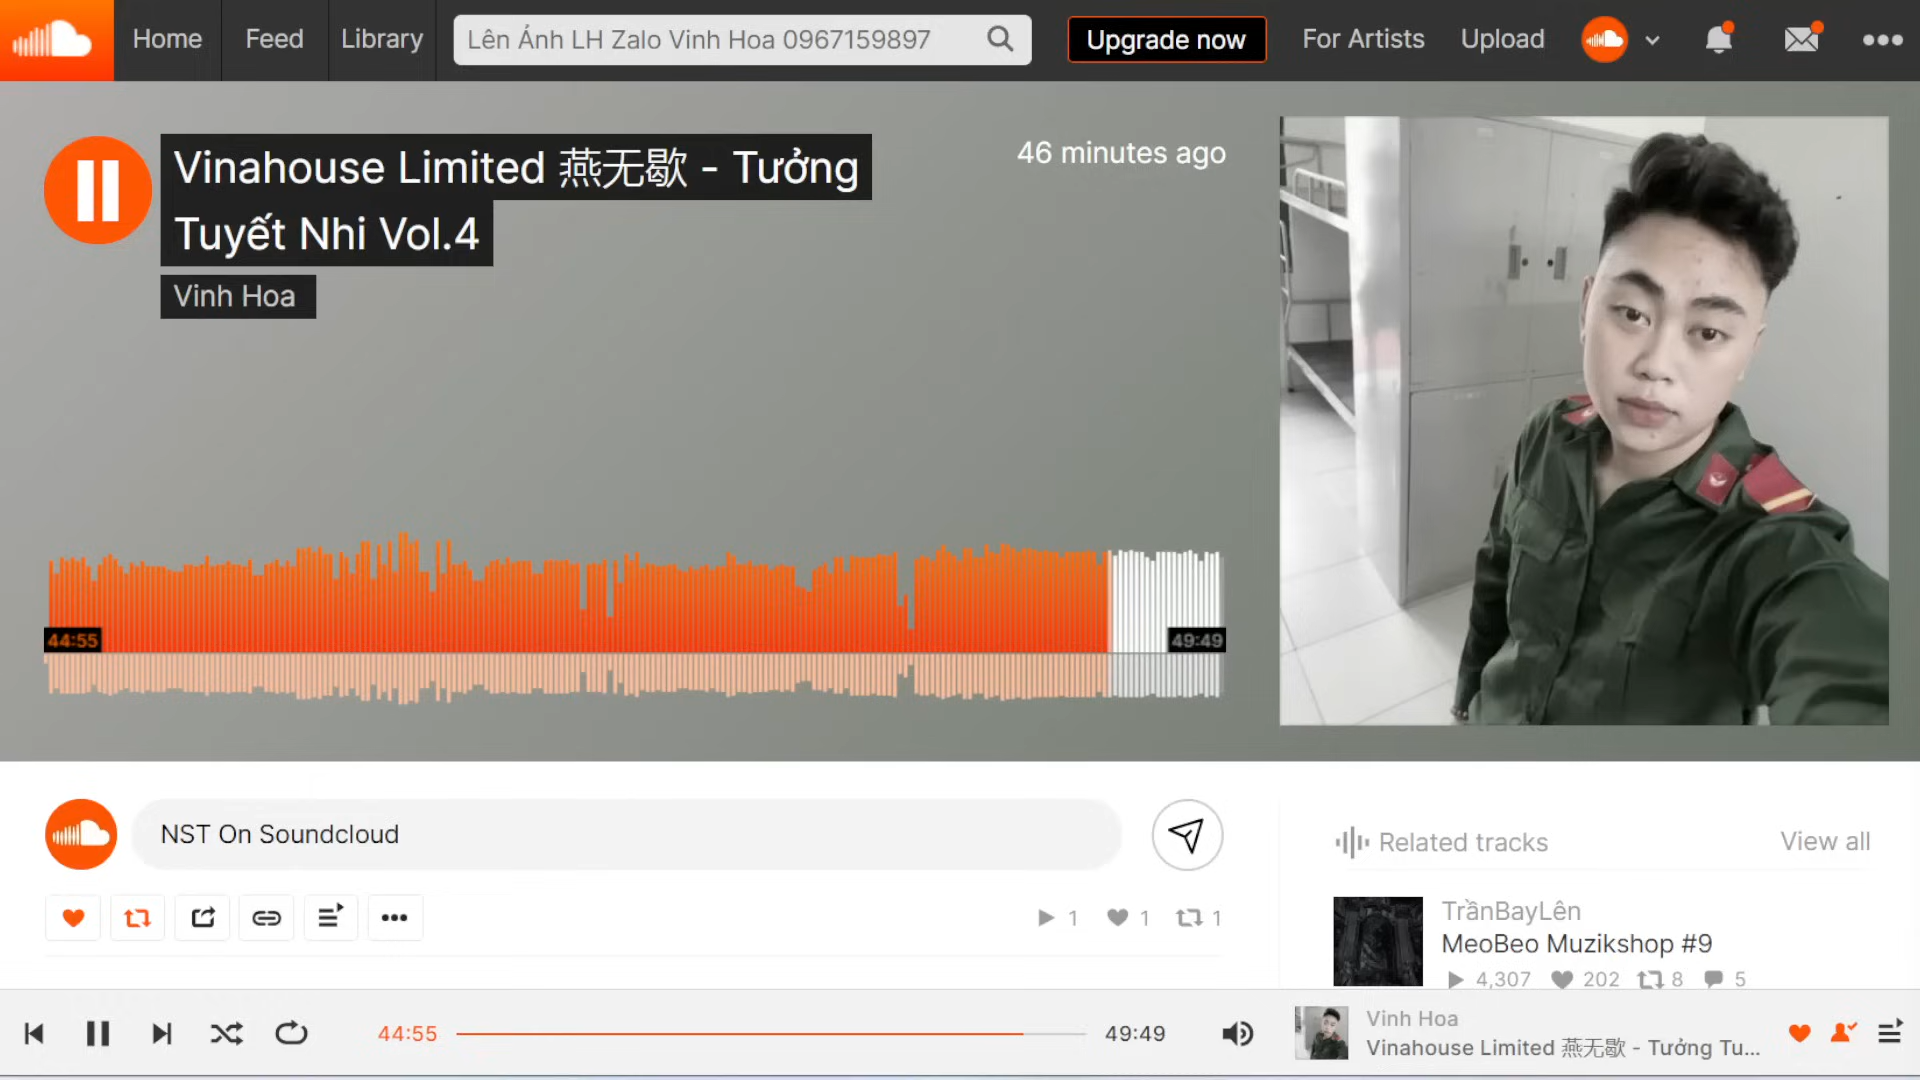 Home
Feed
Library
Lên Ảnh LH Zalo Vinh Hoa 0967159897
Upgrade now
For Artists
Upload
Vinahouse Limited 燕无歇 - Tưởng
Tuyết Nhi Vol.4
Vinh Hoa
46 minutes ago
44:55
49:49
NST On Soundcloud
1
1
1
Related tracks
View all
TrầnBayLên
MeoBeo Muzikshop #9
4,307
202
8
5
44:55
49:49
Vinh Hoa
Vinahouse Limited 燕无歇 - Tưởng Tu...